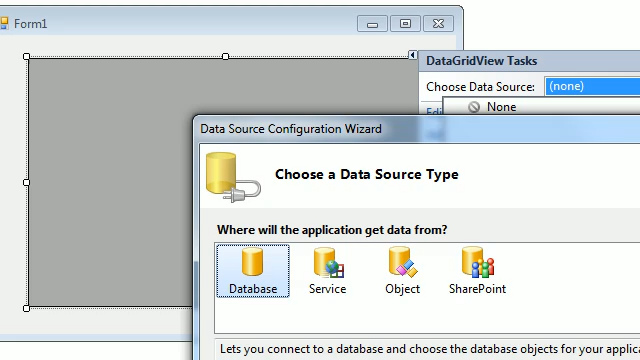 Form1
DataGridView Tasks
Choose Data Source: (none)
None
Data Source Configuration Wizard
Choose a Data Source Type
Where will the application get data from?
Database Service Object SharePoint
Lets you connect to a database and choose the database objects for your